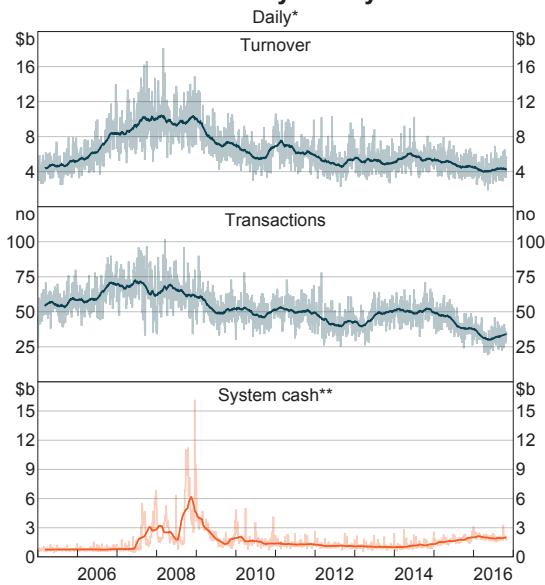 Daily*
$b $b
Turnover
16 16
12 12
8 8
4 4
no no
Transactions
100 100
75 75
50 50
25 25
$b $b
System cash**
15 15
12 12
9 9
6 6
3 3
0 0
2006 2008 2010 2012 2014 2016